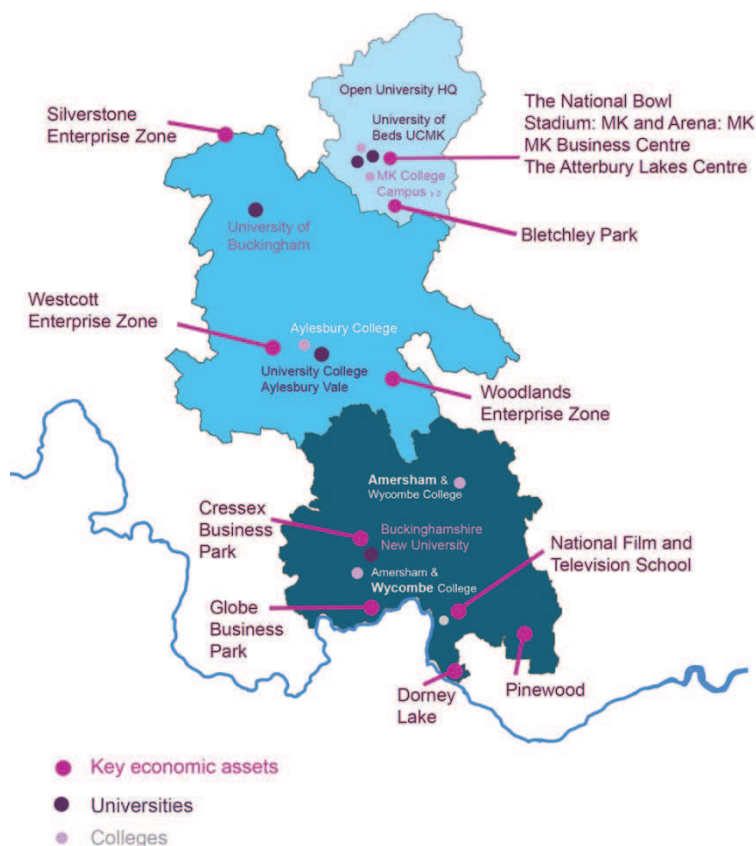 Open University HQ
University of
Beds UCMK
MK College
Campus x 2
Silverstone
Enterprise Zone
The National Bowl
Stadium: MK and Arena: MK
MK Business Centre
The Atterbury Lakes Centre
Bletchley Park
University of
Buckingham
Westcott
Enterprise Zone
Aylesbury College
University College
Aylesbury Vale
Woodlands
Enterprise Zone
Amersham &
Wycombe College
Cressex
Business
Park
Buckinghamshire
New University
National Film and
Television School
Amersham &
Wycombe College
Globe
Business
Park
Dorney
Lake
Pinewood
Key economic assets
Universities
Colleges